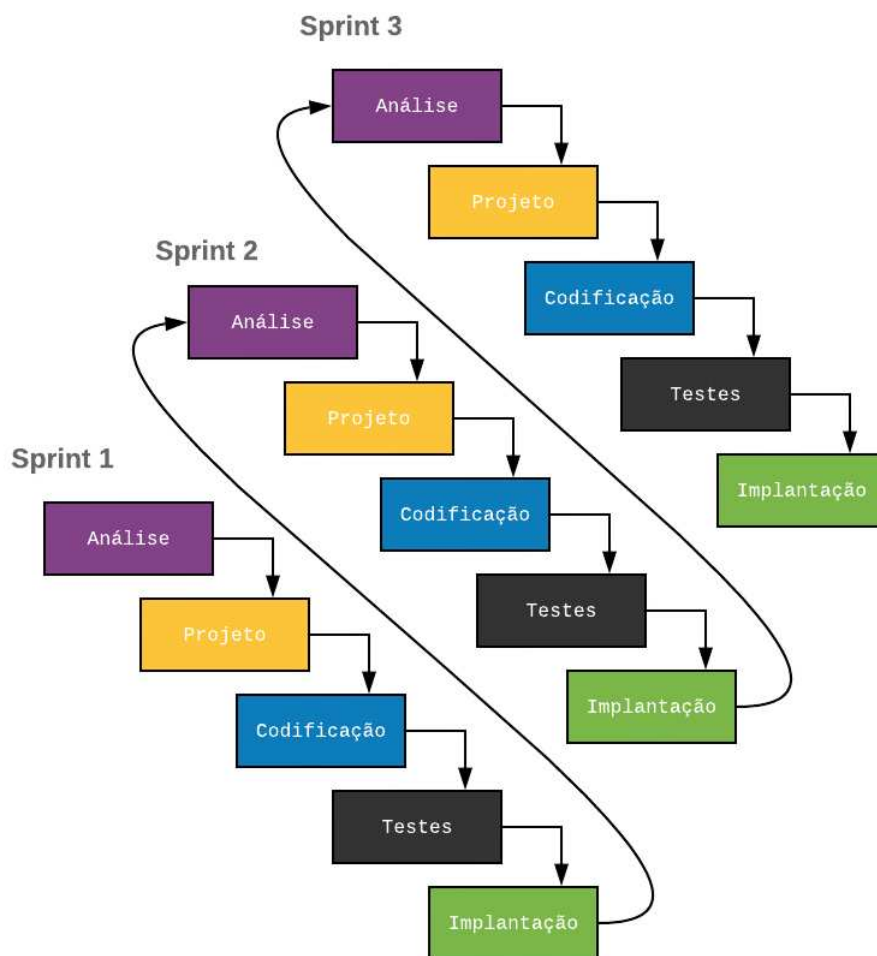 Sprint 3
Análise
Projeto
Codificação
Testes
Implantação
Sprint 2
Análise
Projeto
Codificação
Testes
Implantação
Sprint 1
Análise
Projeto
Codificação
Testes
Implantação